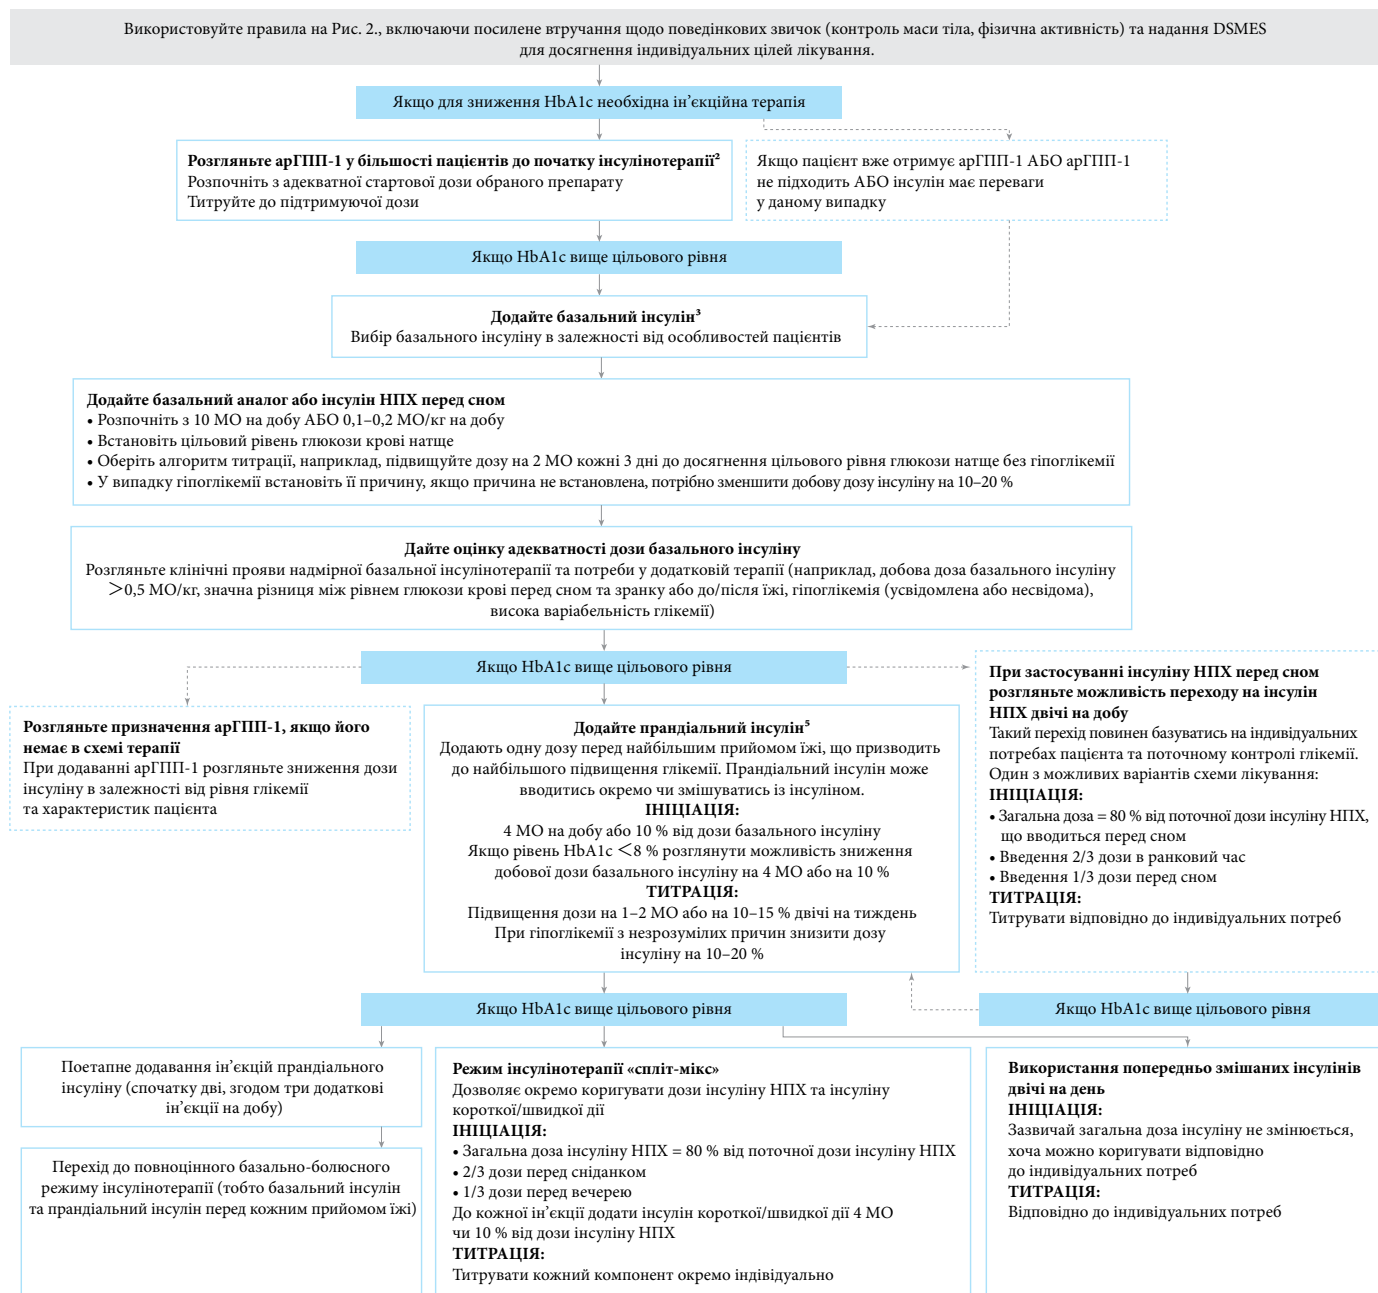 Використовуйте правила на Рис. 2., включаючи посилене втручання щодо поведінкових звичок (контроль маси тіла, фізична активність) та надання DSMES
для досягнення індивідуальних цілей лікування.
Якщо для зниження HbA1c необхідна ін’єкційна терапія
Розгляньте арГПП-1 у більшості пацієнтів до початку інсулінотерапії²
Розпочніть з адекватної стартової дози обраного препарату
Титруйте до підтримуючої дози
Якщо пацієнт вже отримує арГПП-1 АБО арГПП-1
не підходить АБО інсулін має переваги
у даному випадку
Якщо HbA1c вище цільового рівня
Додайте базальний інсулін³
Вибір базального інсуліну в залежності від особливостей пацієнтів
Додайте базальний аналог або інсулін НПХ перед сном
• Розпочніть з 10 МО на добу АБО 0,1–0,2 МО/кг на добу
• Встановіть цільовий рівень глюкози крові натще
• Оберіть алгоритм титрації, наприклад, підвищуйте дозу на 2 МО кожні 3 дні до досягнення цільового рівня глюкози натще без гіпоглікемії
• У випадку гіпоглікемії встановіть її причину, якщо причина не встановлена, потрібно зменшити добову дозу інсуліну на 10–20 %
Дайте оцінку адекватності дози базального інсуліну
Розгляньте клінічні прояви надмірної базальної інсулінотерапії та потреби у додатковій терапії (наприклад, добова доза базального інсуліну
>0,5 МО/кг, значна різниця між рівнем глюкози крові перед сном та зранку або до/після їжі, гіпоглікемія (усвідомлена або несвідома),
висока варіабельність глікемії)
Якщо HbA1c вище цільового рівня
Розгляньте призначення арГПП-1, якщо його
немає в схемі терапії
При додаванні арГПП-1 розгляньте зниження дози
інсуліну в залежності від рівня глікемії
та характеристик пацієнта
Додайте прандіальний інсулін⁵
Додають одну дозу перед найбільшим прийомом їжі, що призводить
до найбільшого підвищення глікемії. Прандіальний інсулін може
вводитись окремо чи змішуватись із інсуліном.
ІНІЦІАЦІЯ:
4 МО на добу або 10 % від дози базального інсуліну
Якщо рівень HbA1c <8 % розглянути можливість зниження
добової дози базального інсуліну на 4 МО або на 10 %
ТИТРАЦІЯ:
Підвищення дози на 1–2 МО або на 10–15 % двічі на тиждень
При гіпоглікемії з незрозумілих причин знизити дозу
інсуліну на 10–20 %
При застосуванні інсуліну НПХ перед сном
розгляньте можливість переходу на інсулін
НПХ двічі на добу
Такий перехід повинен базуватись на індивідуальних
потребах пацієнта та поточному контролі глікемії.
Один з можливих варіантів схеми лікування:
ІНІЦІАЦІЯ:
• Загальна доза = 80 % від поточної дози інсуліну НПХ,
що вводиться перед сном
• Введення 2/3 дози в ранковий час
• Введення 1/3 дози перед сном
ТИТРАЦІЯ:
Титрувати відповідно до індивідуальних потреб
Якщо HbA1c вище цільового рівня
Якщо HbA1c вище цільового рівня
Поетапне додавання ін’єкцій прандіального
інсуліну (спочатку дві, згодом три додаткові
ін’єкції на добу)
Перехід до повноцінного базально-болюсного
режиму інсулінотерапії (тобто базальний інсулін
та прандіальний інсулін перед кожним прийомом їжі)
Режим інсулінотерапії «спліт-мікс»
Дозволяє окремо коригувати дози інсуліну НПХ та інсуліну
короткої/швидкої дії
ІНІЦІАЦІЯ:
• Загальна доза інсуліну НПХ = 80 % від поточної дози інсуліну НПХ
• 2/3 дози перед сніданком
• 1/3 дози перед вечерею
До кожної ін’єкції додати інсулін короткої/швидкої дії 4 МО
чи 10 % від дози інсуліну НПХ
ТИТРАЦІЯ:
Титрувати кожний компонент окремо індівідуально
Використання попередньо змішаних інсулінів
двічі на день
ІНІЦІАЦІЯ:
Зазвичай загальна доза інсуліну не змінюється,
хоча можно коригувати відповідно
до індивідуальних потреб
ТИТРАЦІЯ:
Відповідно до індивідуальних потреб